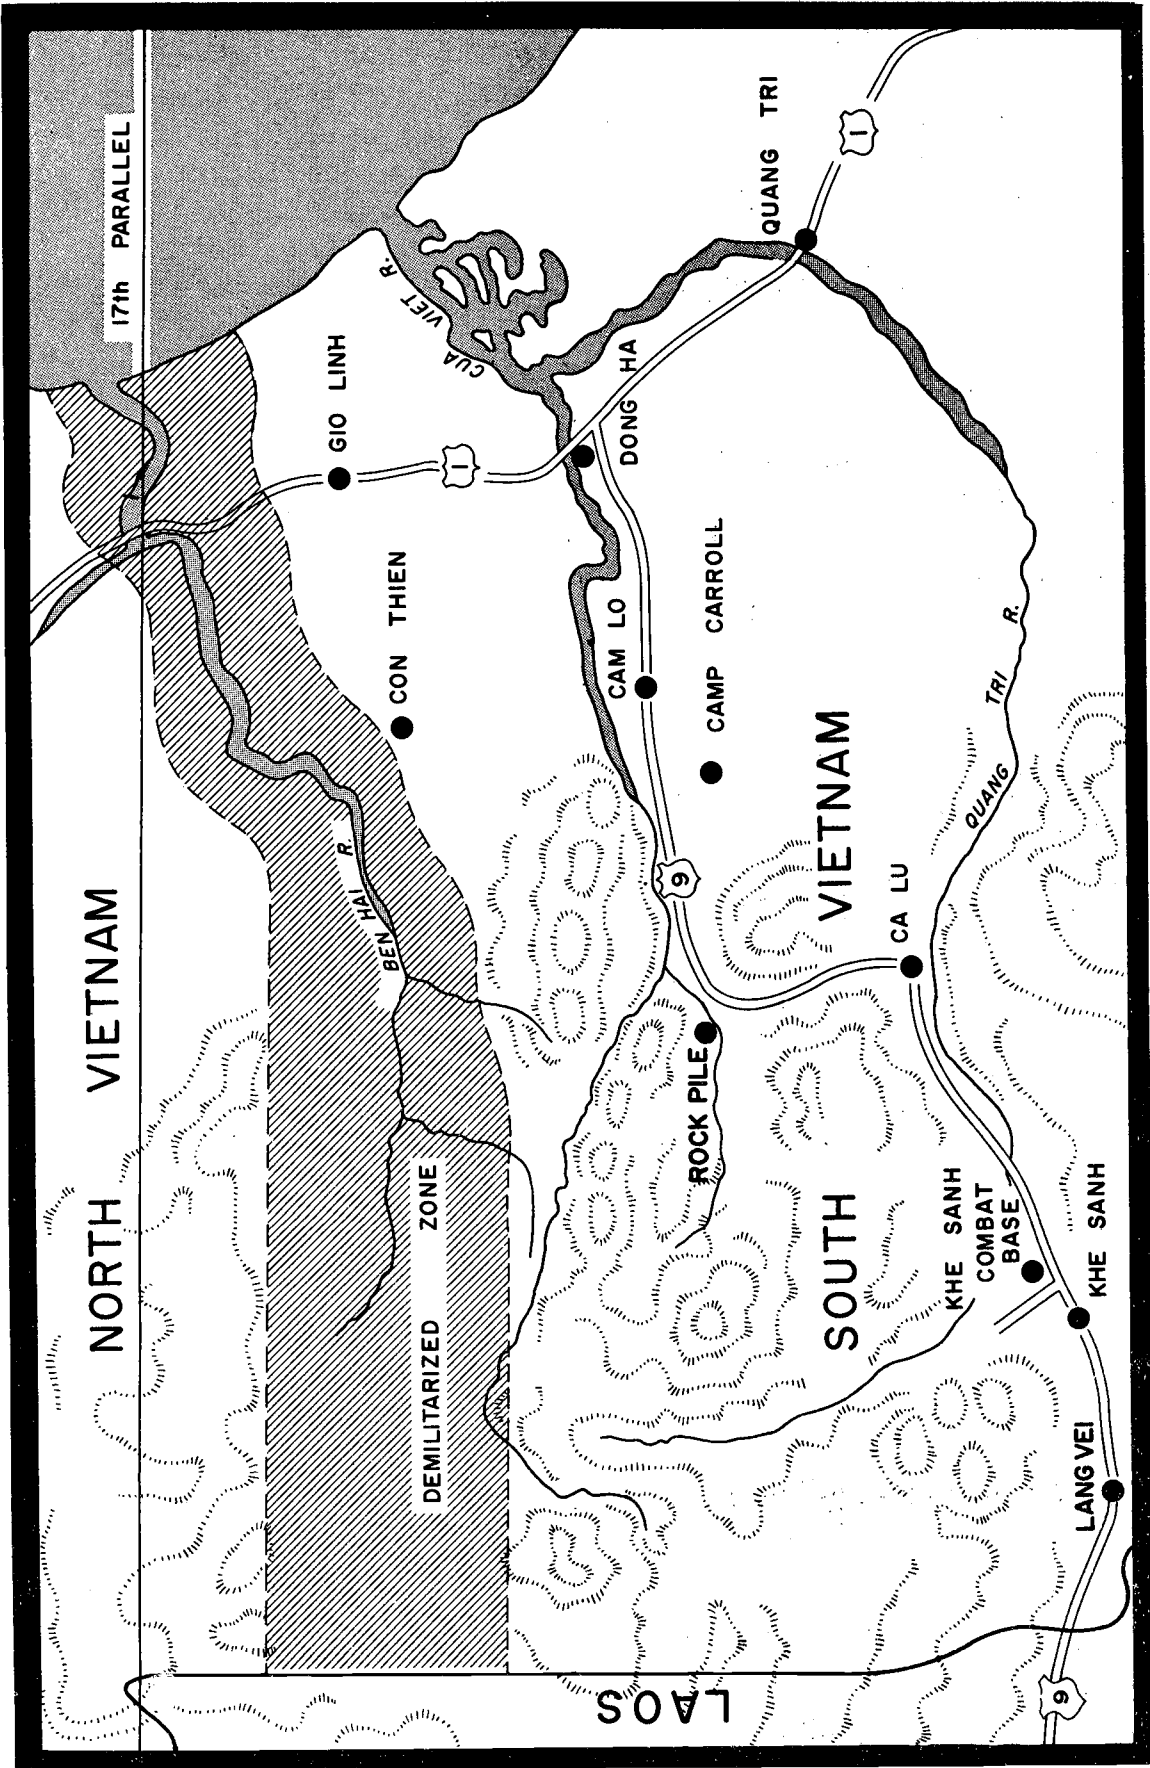 NORTH VIETNAM
17th PARALLEL
DEMILITARIZED ZONE
BEN HAI R.
GIO LINH
CON THIEN
1
CUA VIET R.
DONG HA
CAM LO
CAMP CARROLL
9
ROCK PILE
QUANG TRI
1
SOUTH VIETNAM
CA LU
QUANG TRI R.
KHE SANH
COMBAT
BASE
KHE SANH
LANG VEI
9
LAOS